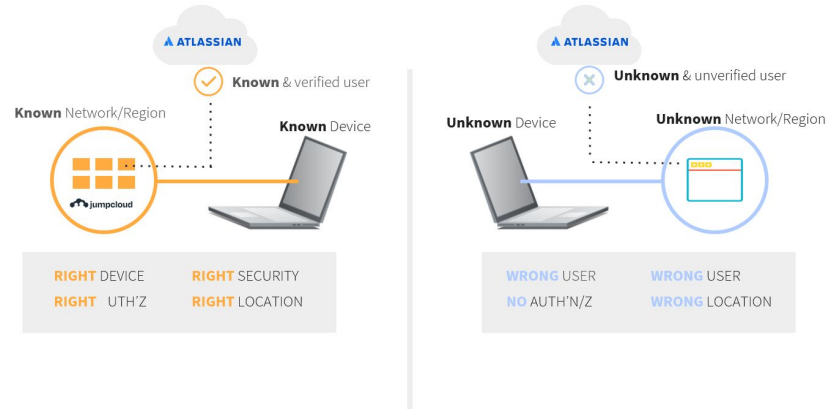 ATLASSIAN
Known & verified user
Known Network/Region
Known Device
jumpcloud
RIGHT DEVICE
RIGHT SECURITY
RIGHT UTH'Z
RIGHT LOCATION
ATLASSIAN
Unknown & unverified user
Unknown Device
Unknown Network/Region
WRONG USER
WRONG USER
NO AUTH'N/Z
WRONG LOCATION